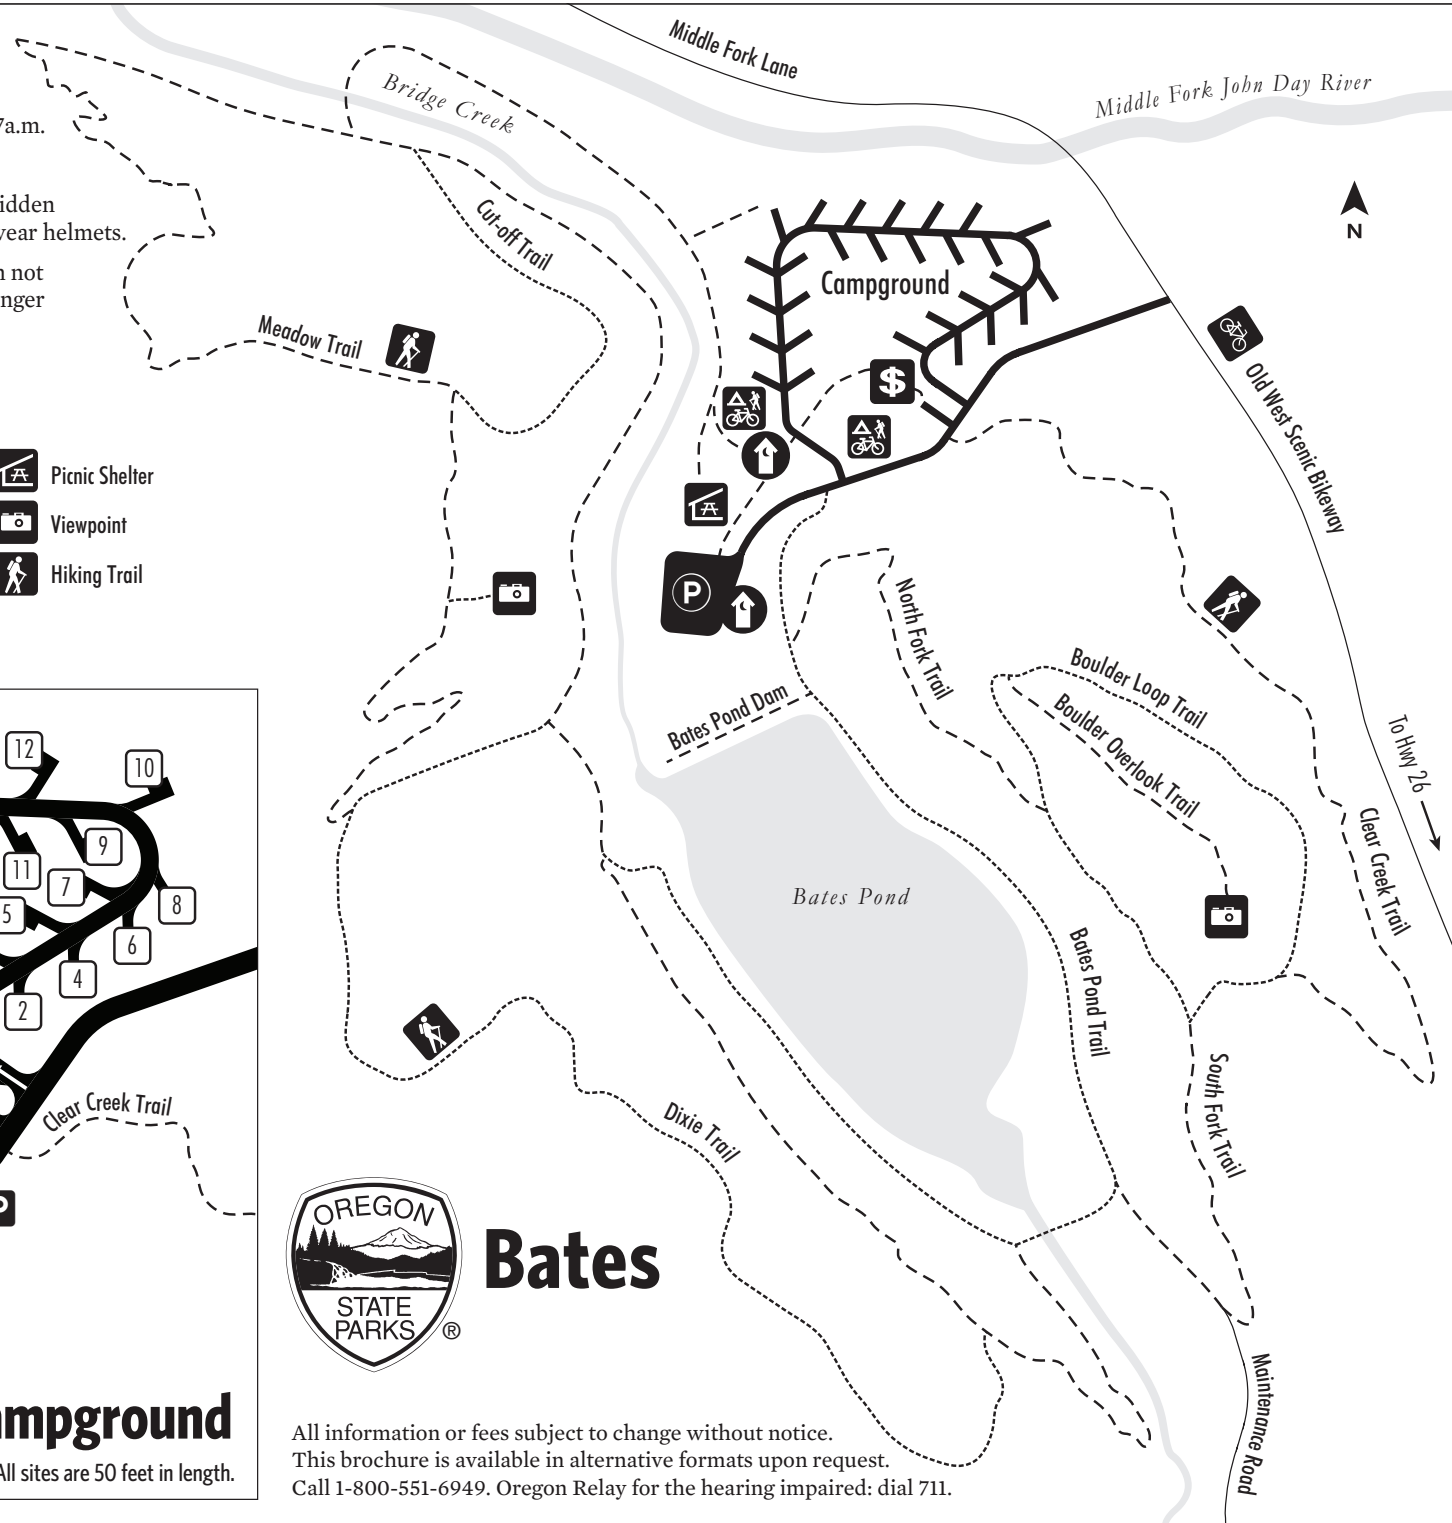 Middle Fork Lane
Middle Fork John Day River
Bridge Creek
7a.m.
idden
year helmets.
not
nger
N
Cut-off Trail
Campground
Meadow Trail
$
Old West Scenic Bikeway
Picnic Shelter
Viewpoint
Hiking Trail
P
North Fork Trail
Boulder Loop Trail
Boulder Overlook Trail
Bates Pond Dam
To Hwy 26
Clear Creek Trail
Bates Pond
Bates Pond Trail
South Fork Trail
Dixie Trail
Maintenance Road
12
10
9
11
7
8
5
6
4
2
Clear Creek Trail
P
mpground
All sites are 50 feet in length.
OREGON
STATE
PARKS
®
Bates
All information or fees subject to change without notice.
This brochure is available in alternative formats upon request.
Call 1-800-551-6949. Oregon Relay for the hearing impaired: dial 711.